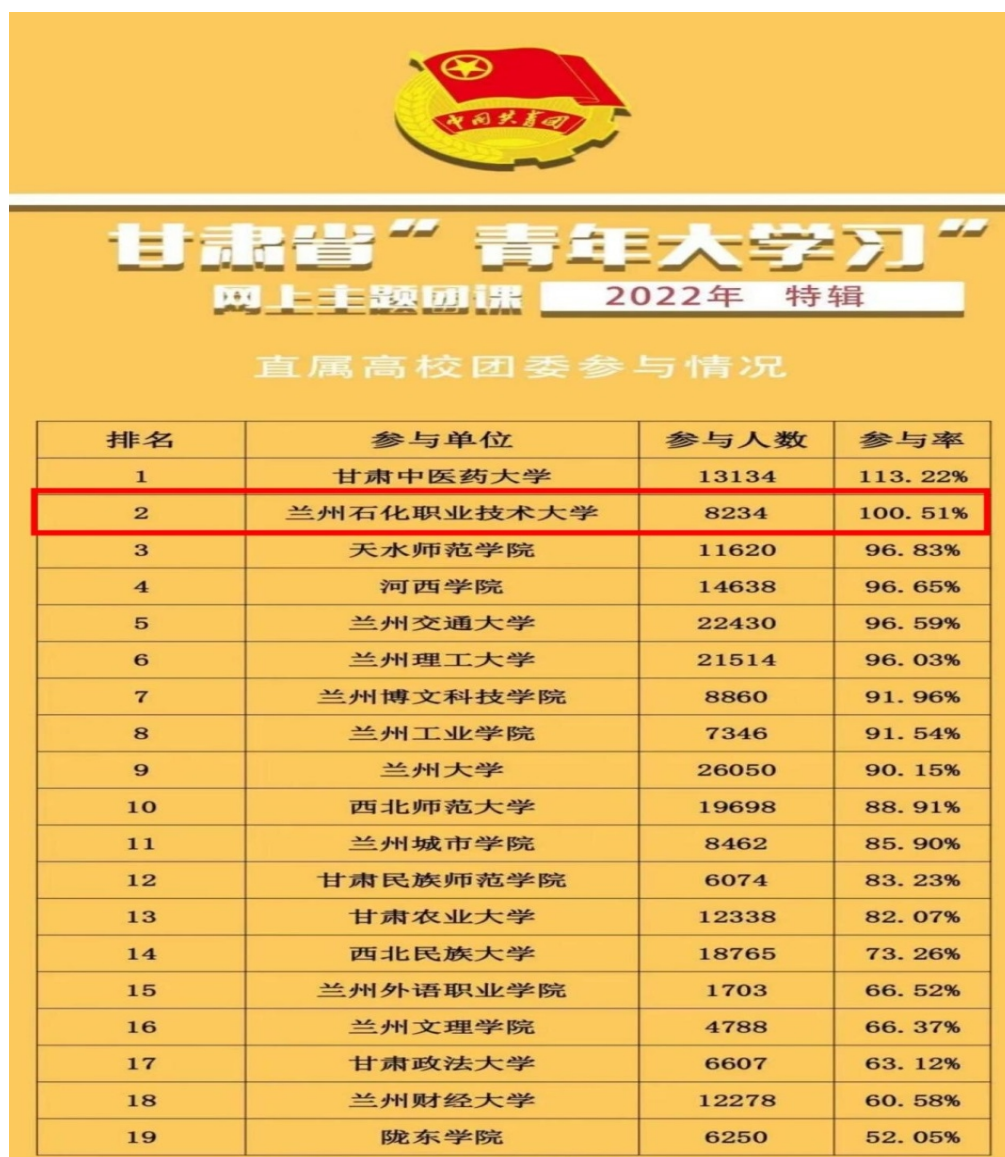 中国共青团
甘肃省“青年大学习”
网上主题团课 2022年 特辑
直属高校团委参与情况
排名 参与单位 参与人数 参与率
1 甘肃中医药大学 13134 113.22%
2 兰州石化职业技术大学 8234 100.51%
3 天水师范学院 11620 96.83%
4 河西学院 14638 96.65%
5 兰州交通大学 22430 96.59%
6 兰州理工大学 21514 96.03%
7 兰州博文科技学院 8860 91.96%
8 兰州工业学院 7346 91.54%
9 兰州大学 26050 90.15%
10 西北师范大学 19698 88.91%
11 兰州城市学院 8462 85.90%
12 甘肃民族师范学院 6074 83.23%
13 甘肃农业大学 12338 82.07%
14 西北民族大学 18765 73.26%
15 兰州外语职业学院 1703 66.52%
16 兰州文理学院 4788 66.37%
17 甘肃政法大学 6607 63.12%
18 兰州财经大学 12278 60.58%
19 陇东学院 6250 52.05%